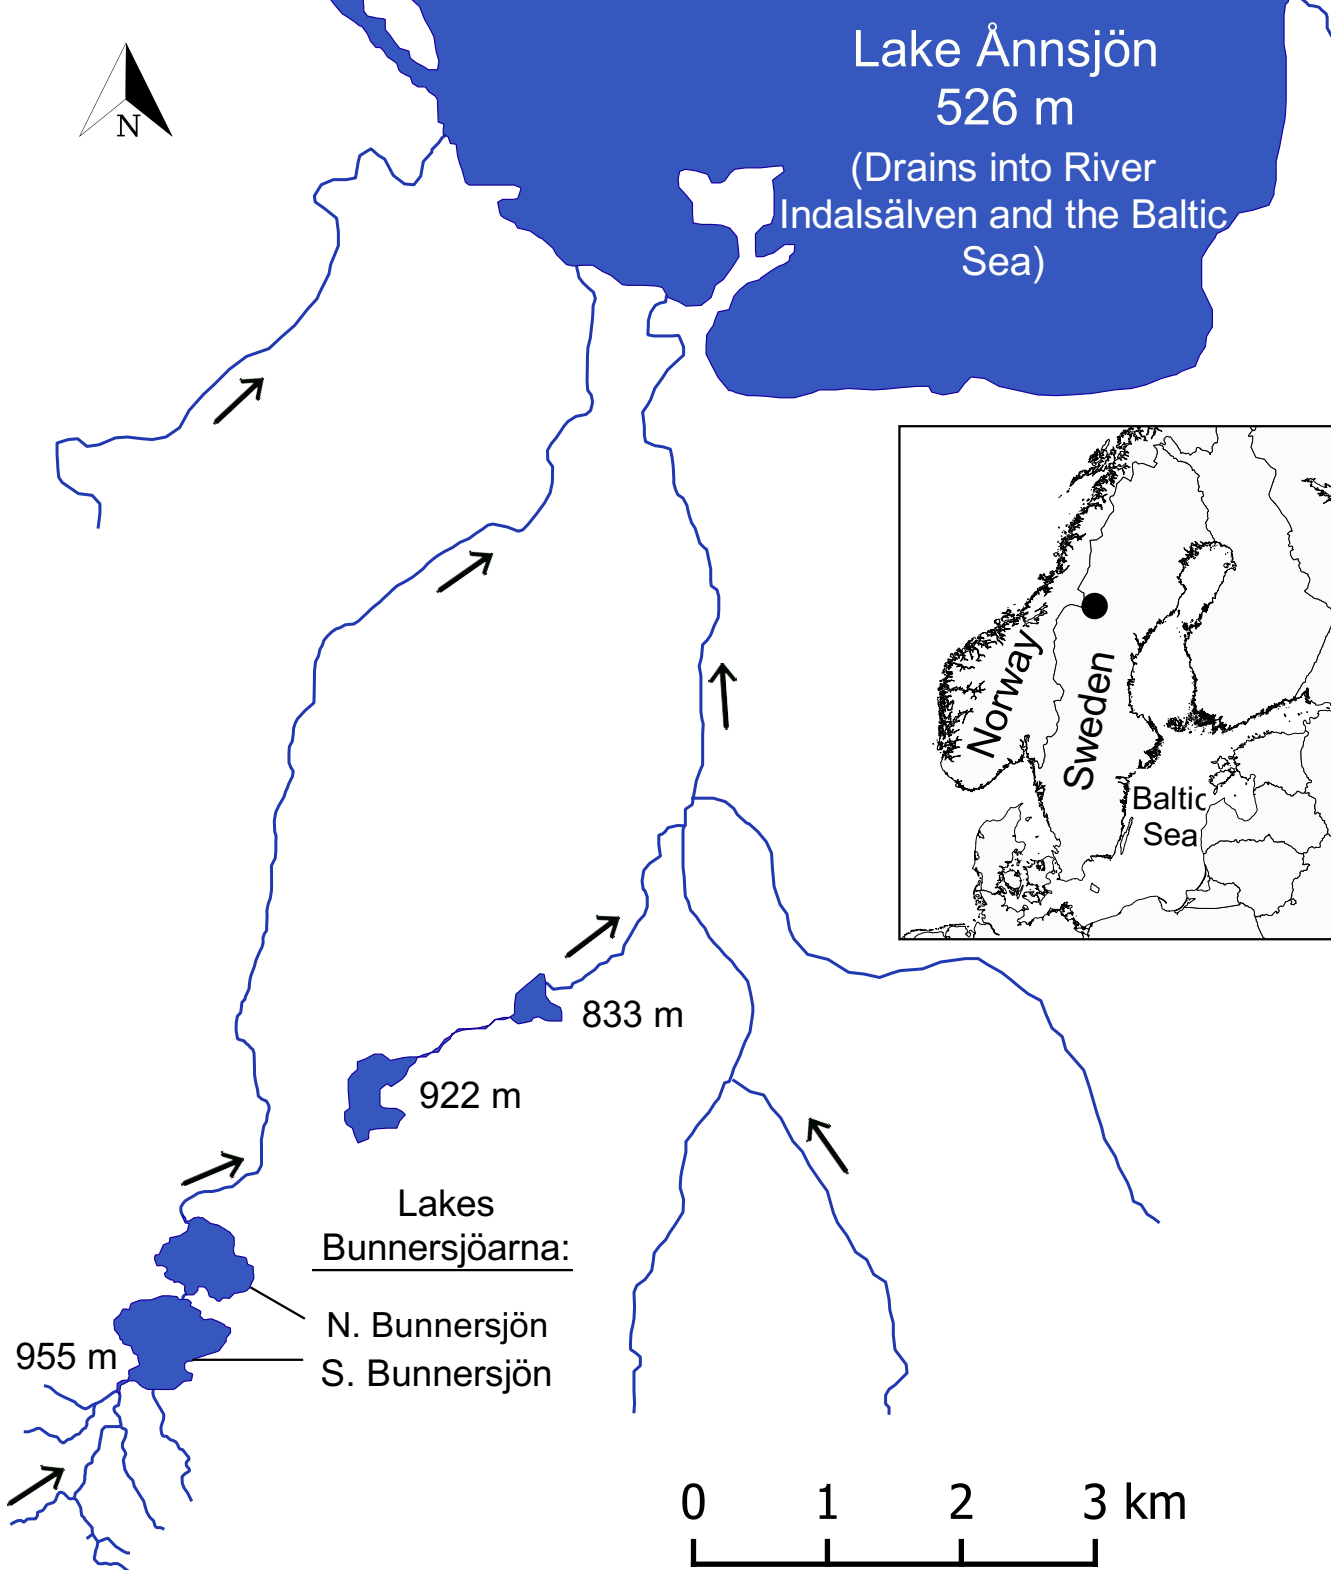 Lake Ånnsjön
526 m
(Drains into River
Indalsälven and the Baltic
Sea)
N
Norway
Sweden
Baltic
Sea
833 m
922 m
Lakes
Bunnersjöarna:
N. Bunnersjön
955 m
S. Bunnersjön
0 1 2 3 km